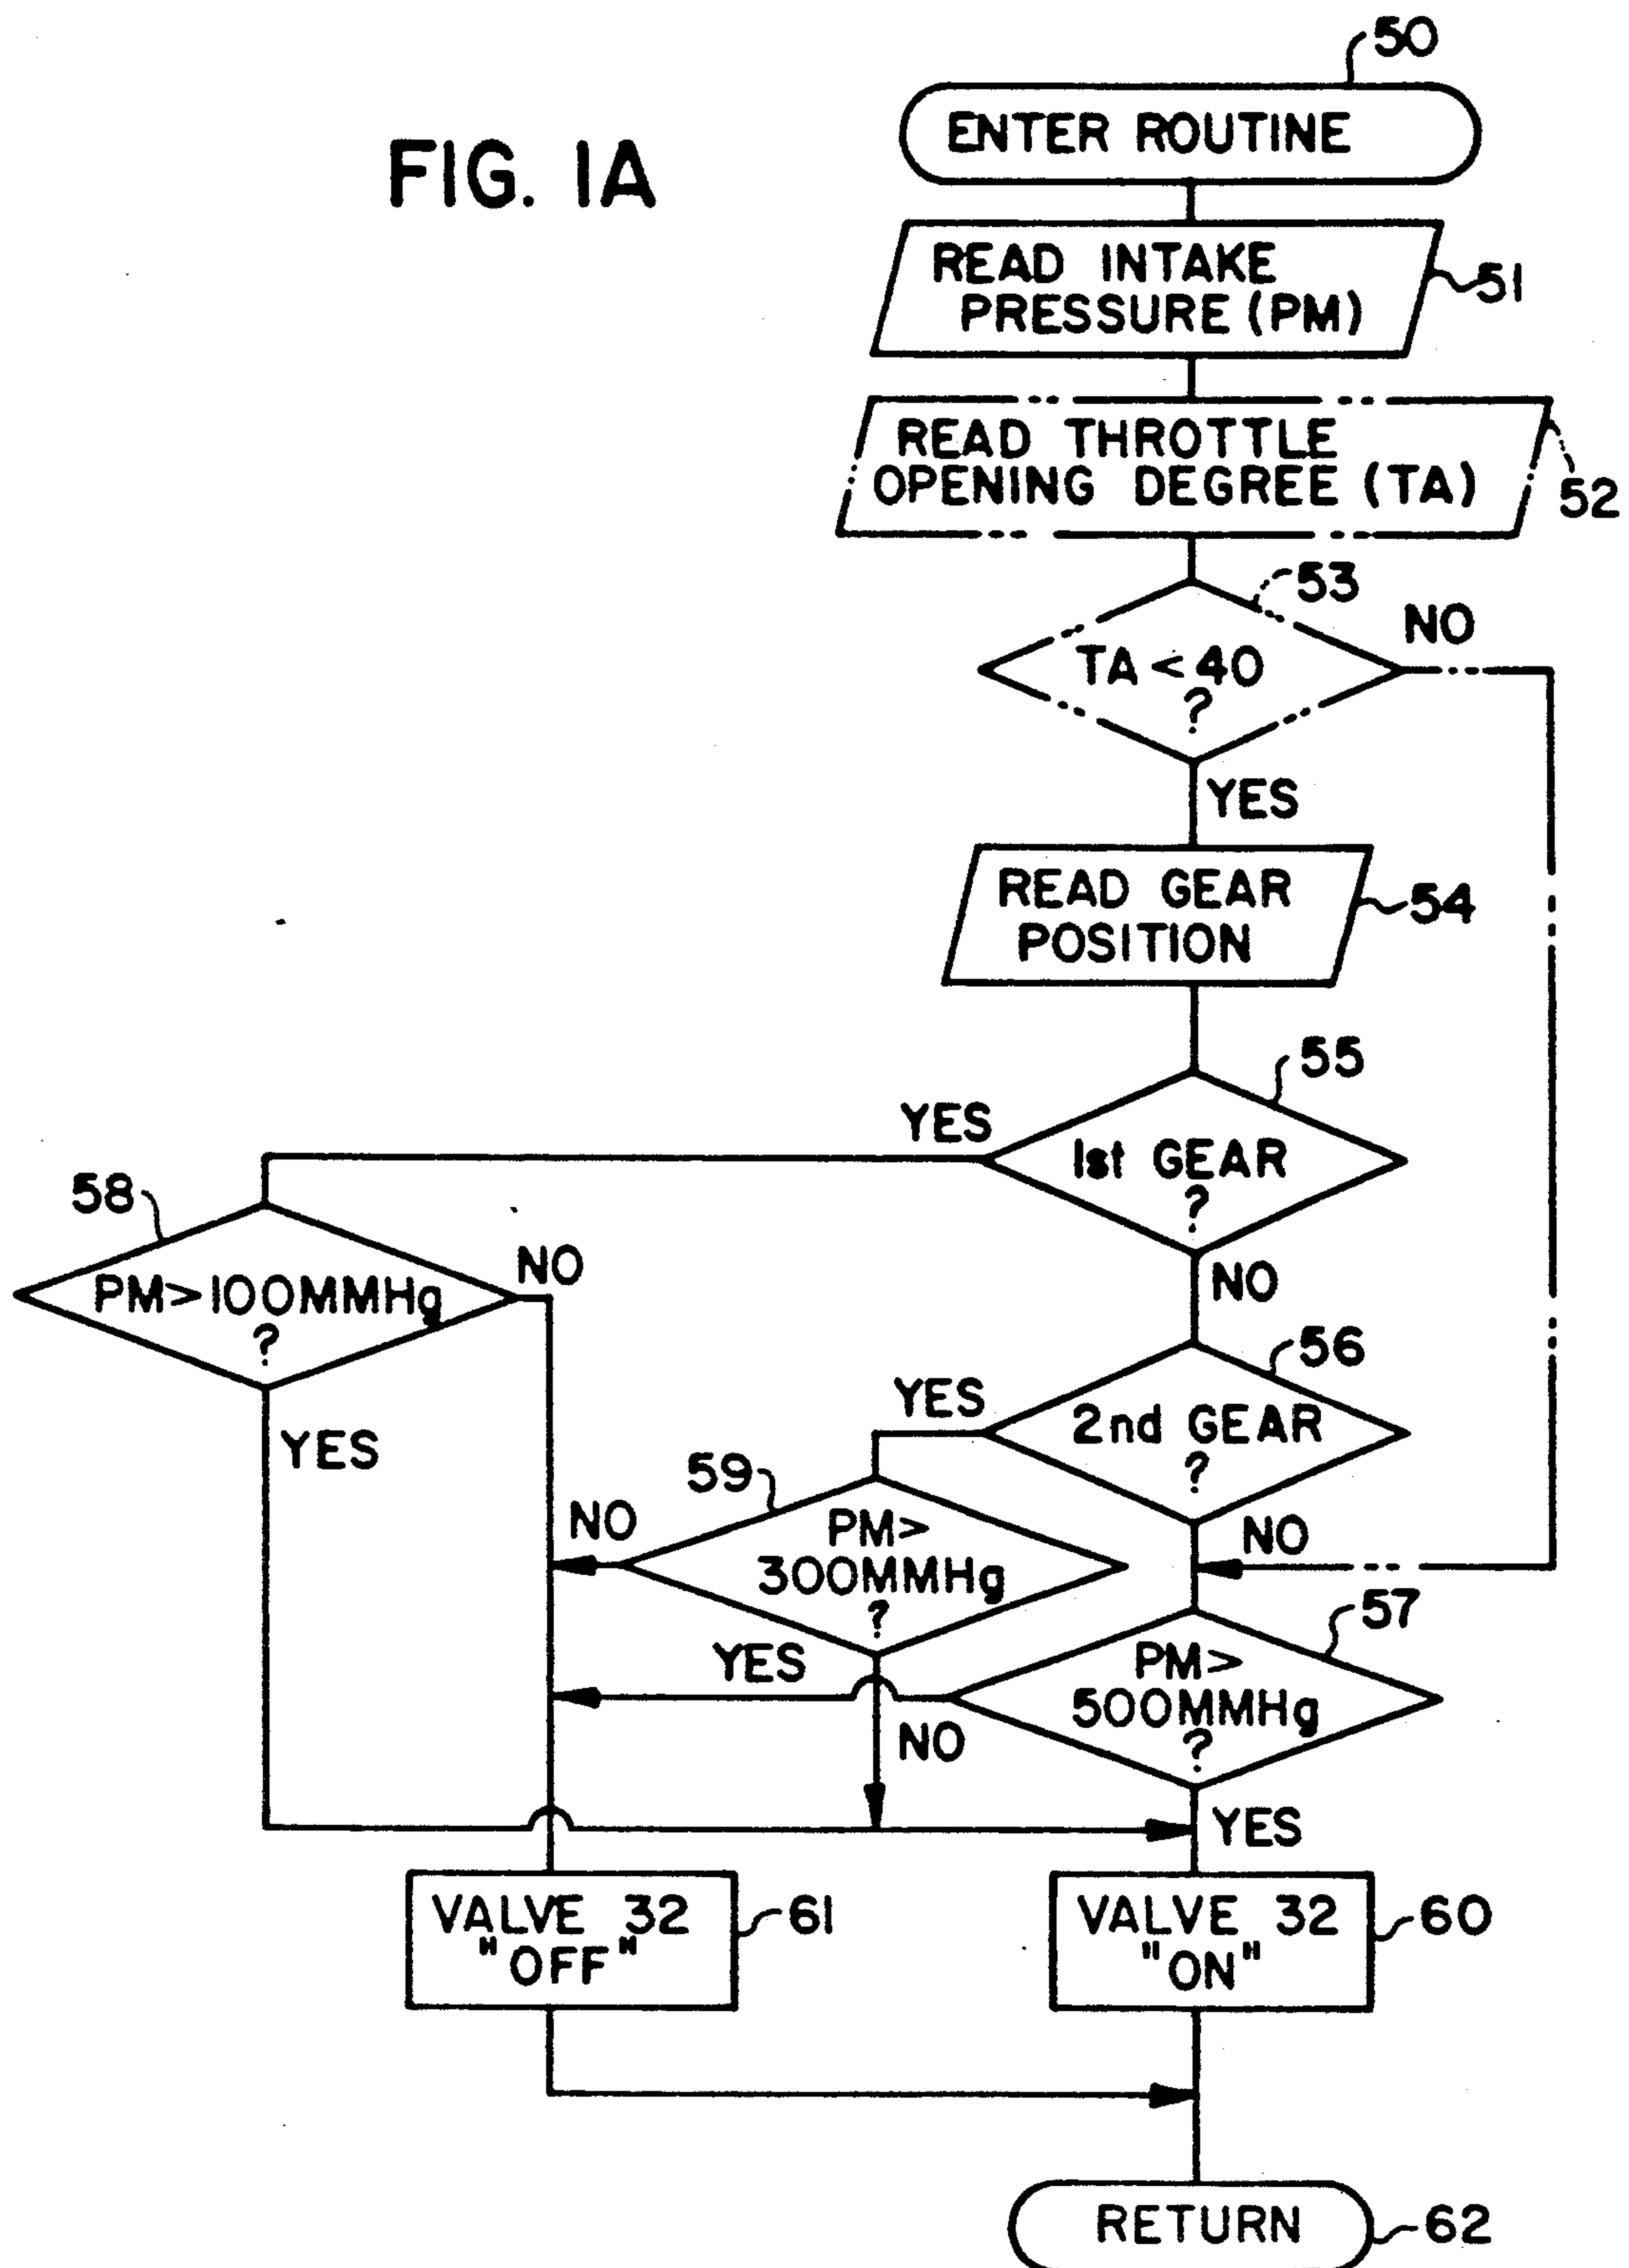 50
ENTER ROUTINE
FIG. 1A
READ INTAKE
PRESSURE (PM)
51
READ THROTTLE
OPENING DEGREE (TA)
52
53
NO
TA < 40
?
YES
READ GEAR
POSITION
54
55
YES
1st GEAR
?
58
NO
NO
PM>100MMHg
?
56
YES
2nd GEAR
?
YES
59
NO
PM>
300MMHg
?
NO
57
YES
PM>
500MMHg
?
NO
YES
VALVE 32
"OFF"
61
VALVE 32
"ON"
60
RETURN
62